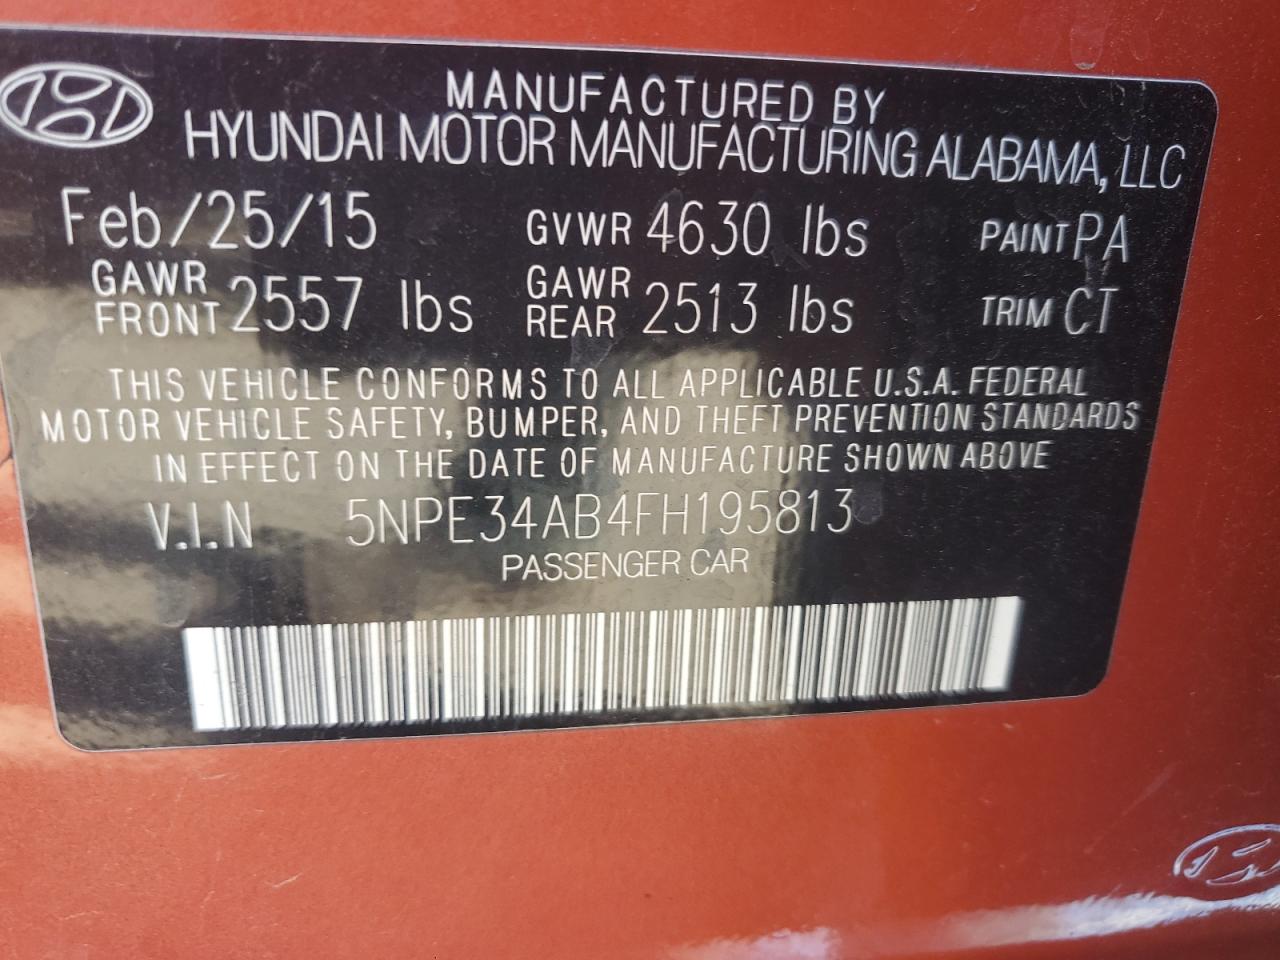 MANUFACTURED BY
HYUNDAI MOTOR MANUFACTURING ALABAMA, LLC
Feb/25/15 GVWR 4630 lbs PAINT PA
GAWR FRONT 2557 lbs GAWR REAR 2513 lbs TRIM CT
THIS VEHICLE CONFORMS TO ALL APPLICABLE U.S.A. FEDERAL
MOTOR VEHICLE SAFETY, BUMPER, AND THEFT PREVENTION STANDARDS
IN EFFECT ON THE DATE OF MANUFACTURE SHOWN ABOVE
V.I.N 5NPE34AB4FH195813
PASSENGER CAR